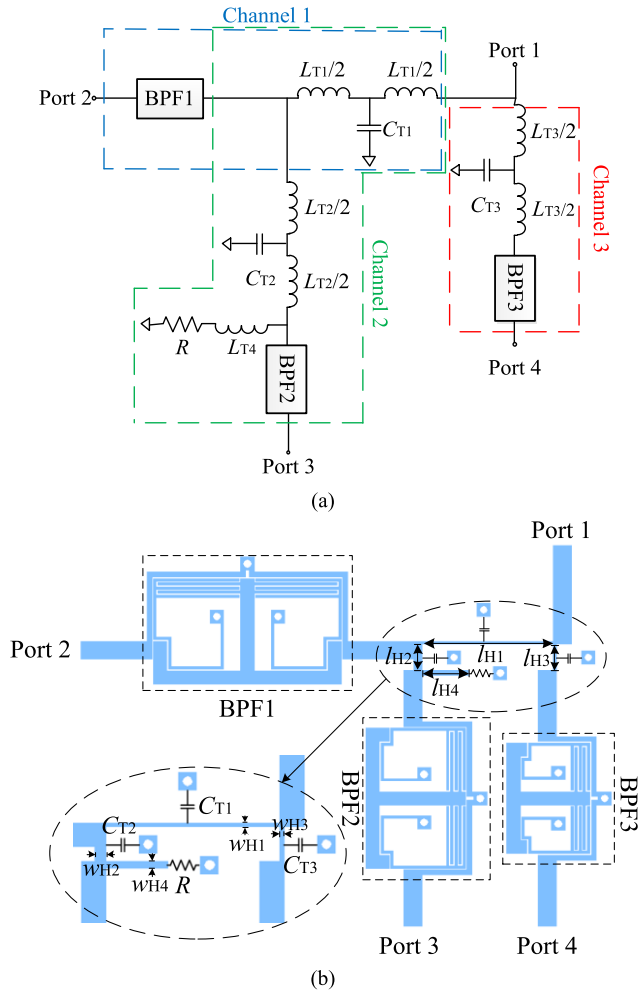 Channel 1
Port 1
LT1/2
LT1/2
Port 2
BPF1
CT1
LT3/2
CT3
LT3/2
Channel 3
LT2/2
CT2
LT2/2
Channel 2
BPF3
R
LT4
BPF2
Port 4
Port 3
(a)
Port 1
Port 2
lH2
lH1
lH3
lH4
BPF1
BPF2
BPF3
CT1
CT2
wH3
wH1
CT3
wH2
wH4
R
Port 3
Port 4
(b)